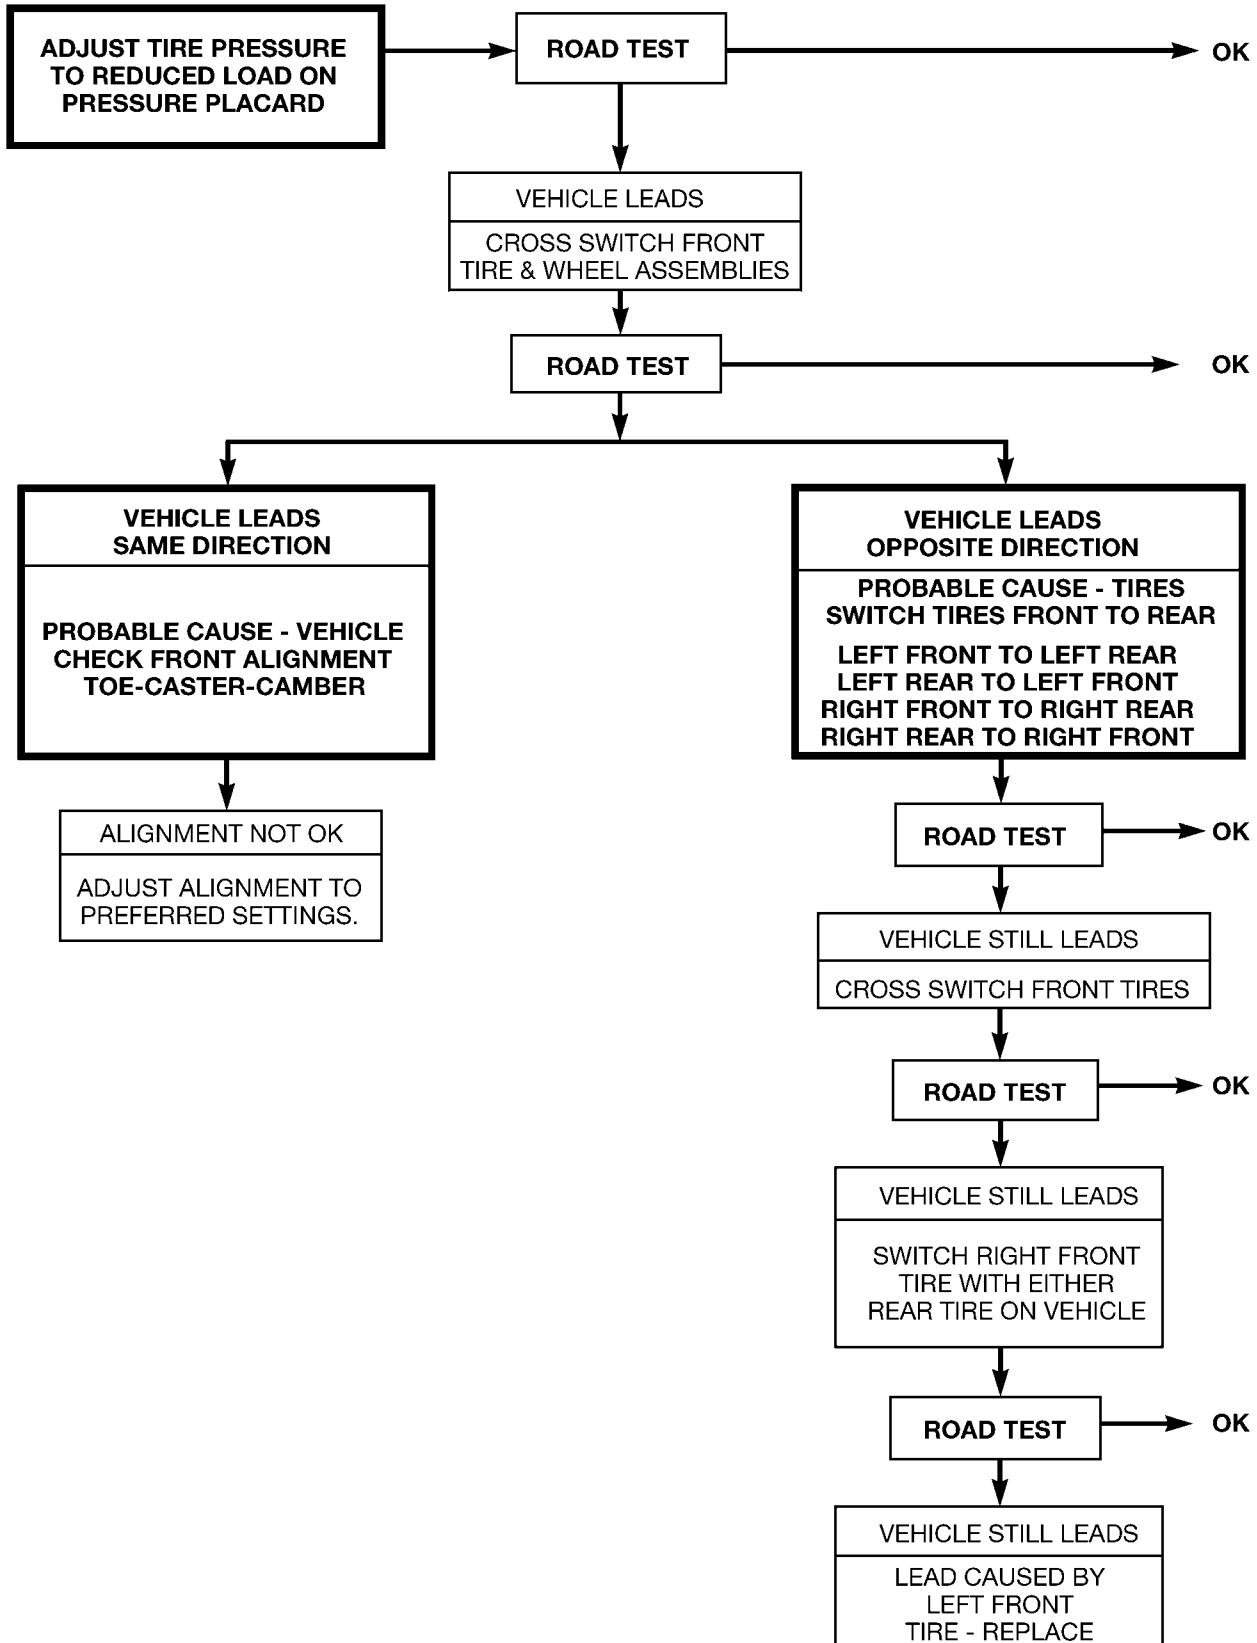 ADJUST TIRE PRESSURE
TO REDUCED LOAD ON
PRESSURE PLACARD
ROAD TEST
OK
VEHICLE LEADS
CROSS SWITCH FRONT
TIRE & WHEEL ASSEMBLIES
ROAD TEST
OK
VEHICLE LEADS
SAME DIRECTION
PROBABLE CAUSE - VEHICLE
CHECK FRONT ALIGNMENT
TOE-CASTER-CAMBER
ALIGNMENT NOT OK
ADJUST ALIGNMENT TO
PREFERRED SETTINGS.
VEHICLE LEADS
OPPOSITE DIRECTION
PROBABLE CAUSE - TIRES
SWITCH TIRES FRONT TO REAR
LEFT FRONT TO LEFT REAR
LEFT REAR TO LEFT FRONT
RIGHT FRONT TO RIGHT REAR
RIGHT REAR TO RIGHT FRONT
ROAD TEST
OK
VEHICLE STILL LEADS
CROSS SWITCH FRONT TIRES
ROAD TEST
OK
VEHICLE STILL LEADS
SWITCH RIGHT FRONT
TIRE WITH EITHER
REAR TIRE ON VEHICLE
ROAD TEST
OK
VEHICLE STILL LEADS
LEAD CAUSED BY
LEFT FRONT
TIRE - REPLACE